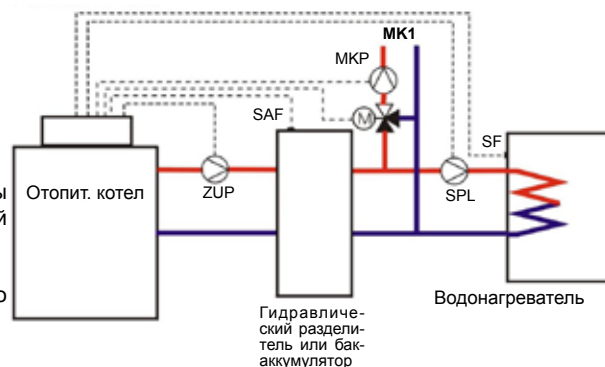 MK1
MKP
SAF
M
SF
ы
Отопит. котел
й
ZUP
SPL
о
Водонагреватель
Гидравличе-
ский раздели-
тель или бак-
аккумулятор